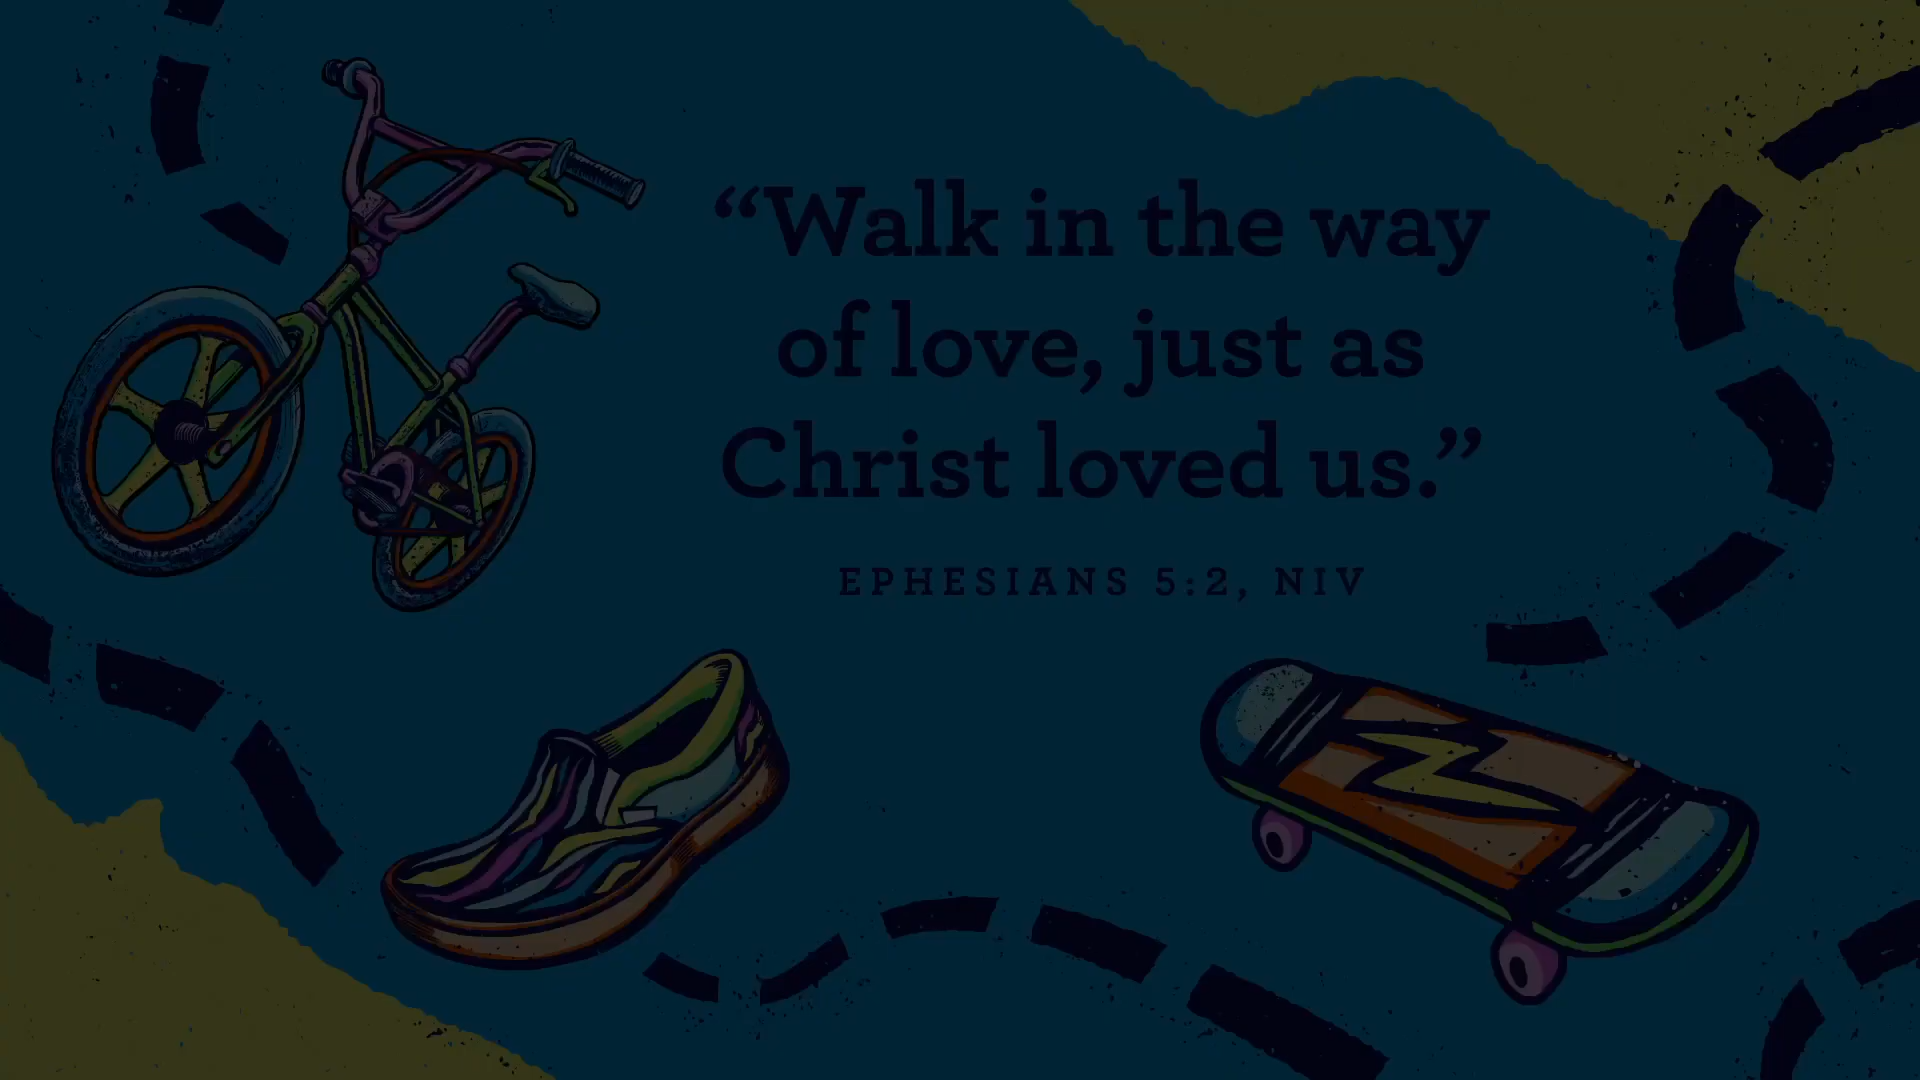 “Walk in the way
of love, just as
Christ loved us.”
EPHESIANS 5:2, NIV